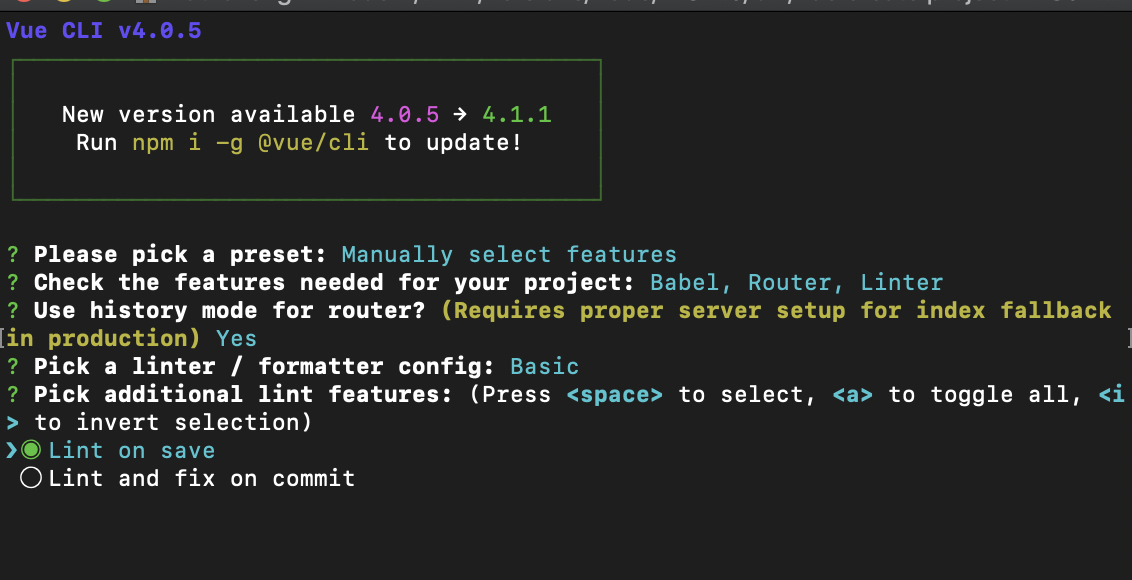 Vue CLI v4.0.5
New version available 4.0.5 → 4.1.1
Run npm i -g @vue/cli to update!
? Please pick a preset: Manually select features
? Check the features needed for your project: Babel, Router, Linter
? Use history mode for router? (Requires proper server setup for index fallback
in production) Yes
? Pick a linter / formatter config: Basic
? Pick additional lint features: (Press <space> to select, <a> to toggle all, <i
> to invert selection)
❯◉ Lint on save
◯ Lint and fix on commit